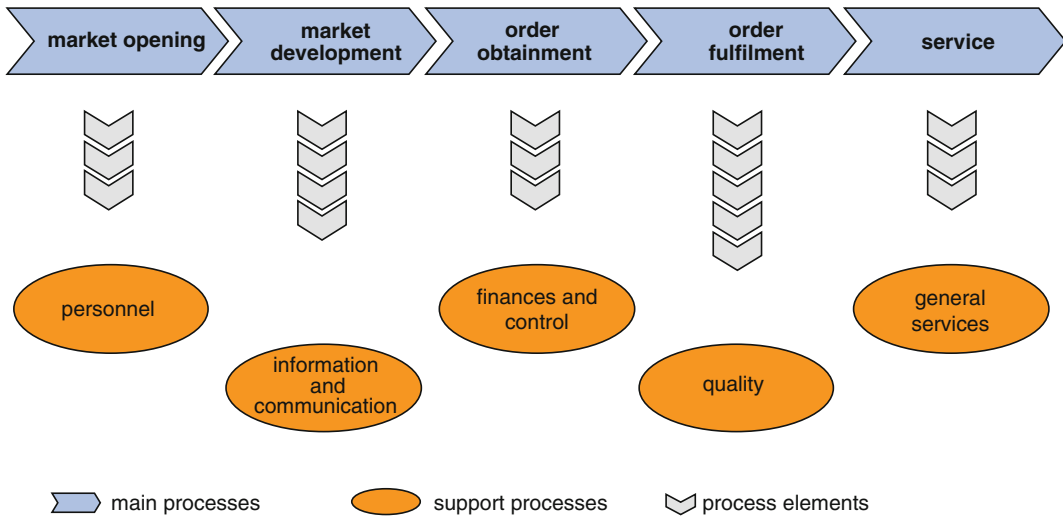 market opening
market
development
order
obtainment
order
fulfilment
service
personnel
information
and
communication
finances and
control
quality
general
services
main processes
support processes
process elements